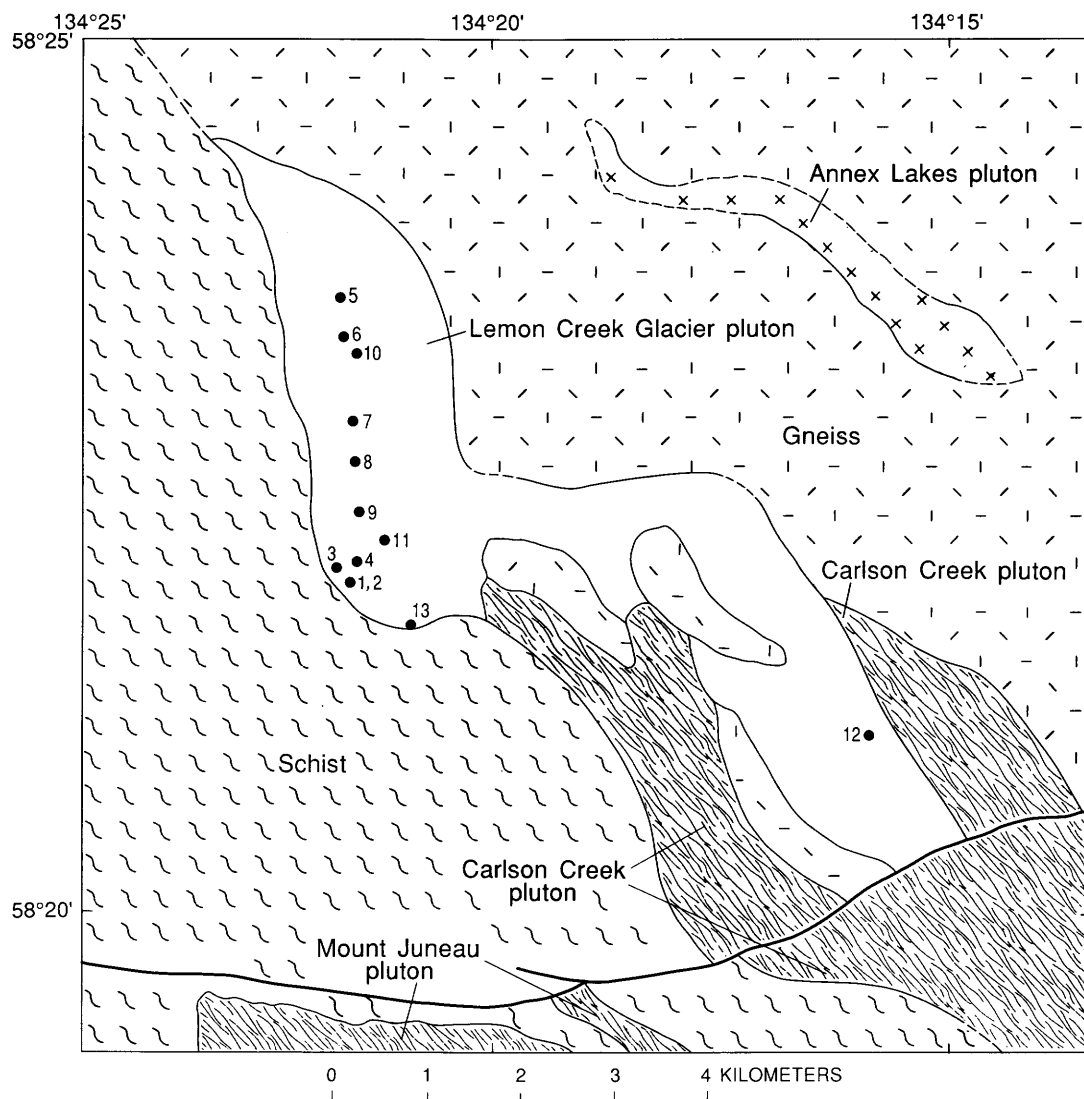 134°25'
134°20'
134°15'
58°25'
Annex Lakes pluton
5
Lemon Creek Glacier pluton
6
10
7
Gneiss
8
9
11
3
4
Carlson Creek pluton
1,2
13
12
Schist
Carlson Creek
pluton
58°20'
Mount Juneau
pluton
0 1 2 3 4 KILOMETERS